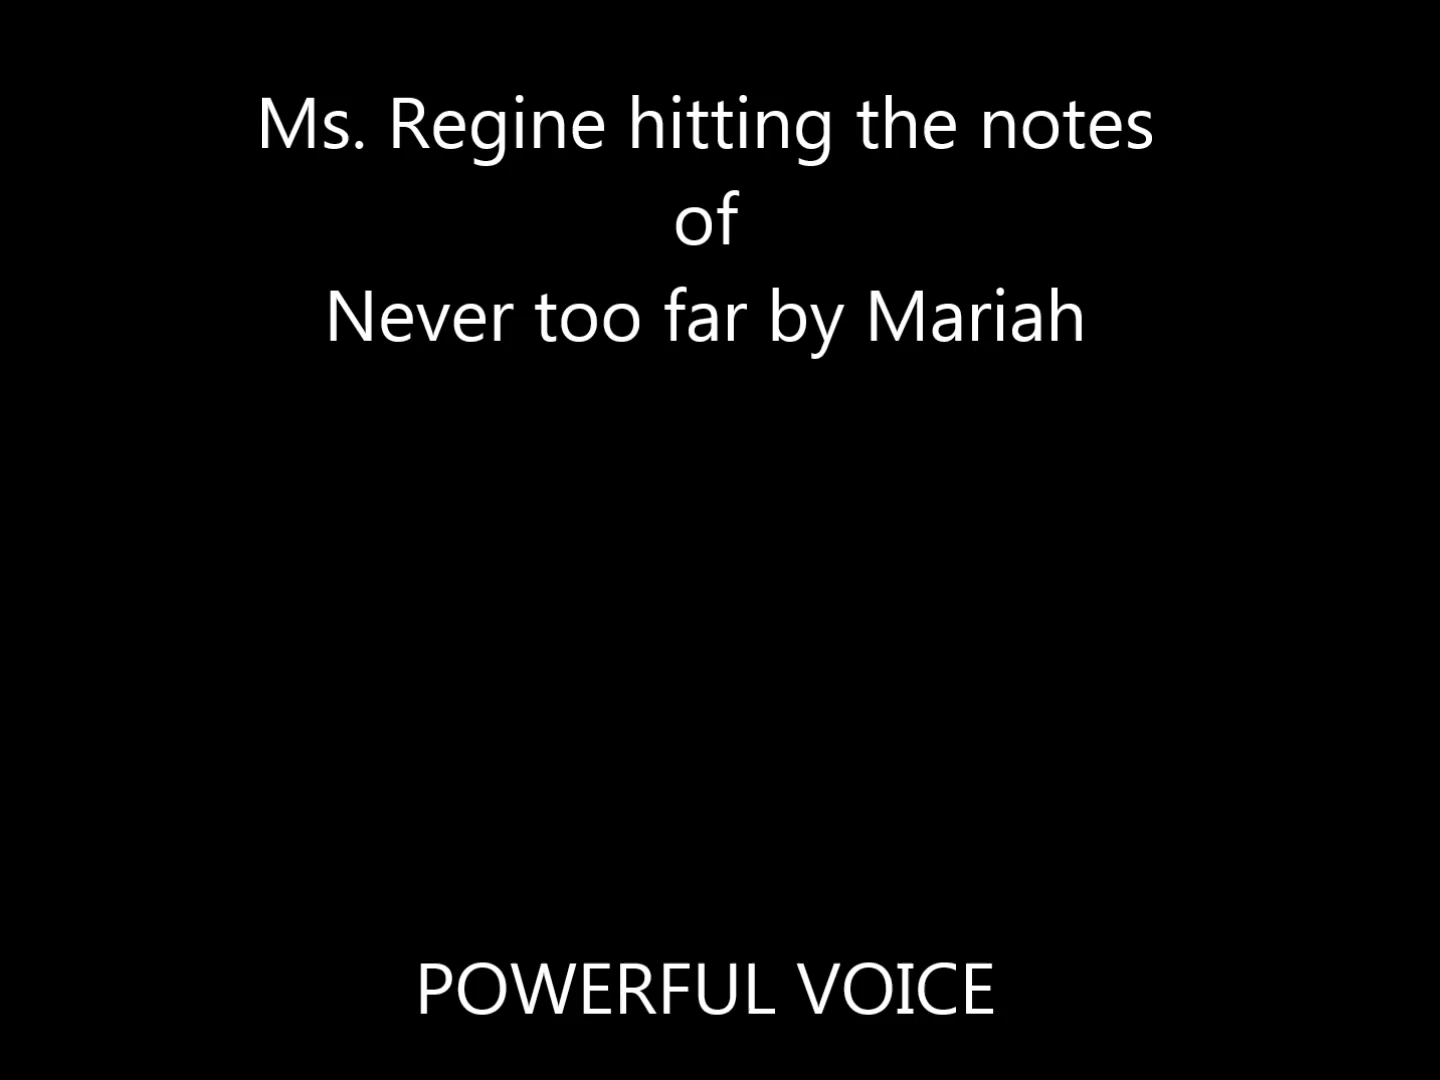 Ms. Regine hitting the notes
of
Never too far by Mariah
POWERFUL VOICE